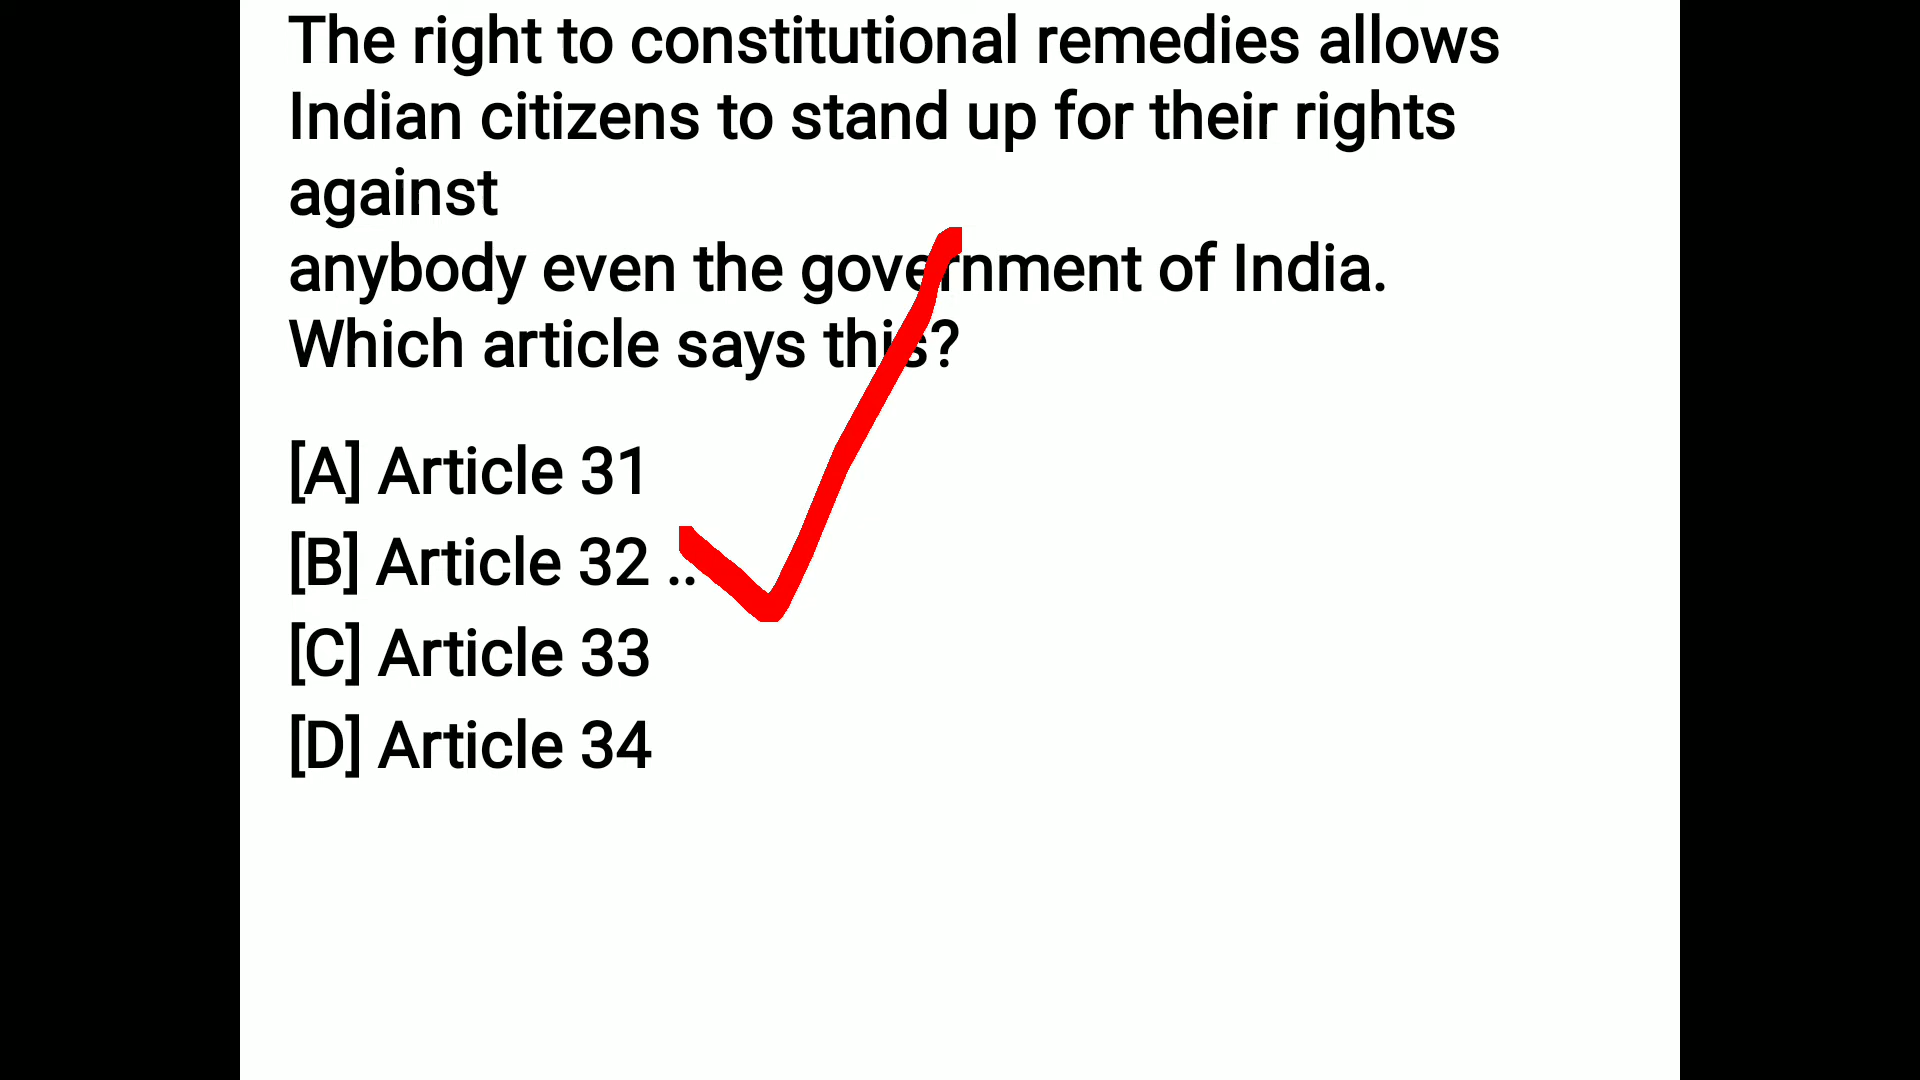 The right to constitutional remedies allows
Indian citizens to stand up for their rights
against
anybody even the government of India.
Which article says this?
[A] Article 31
[B] Article 32 ..
[C] Article 33
[D] Article 34